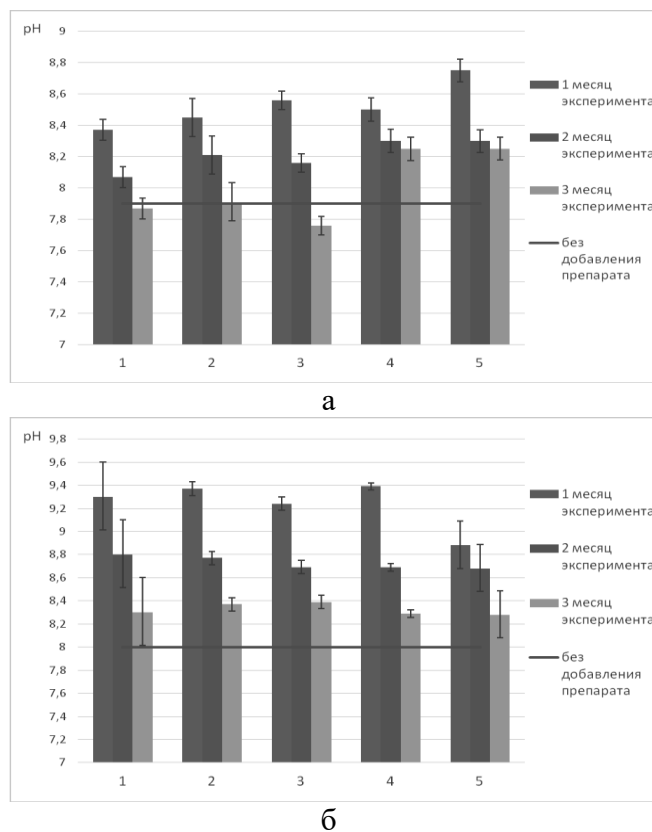 pH
9
8,8
8,6
8,4
8,2
8
7,8
7,6
7,4
7,2
7
1 2 3 4 5
1 месяц
эксперимента
2 месяц
эксперимента
3 месяц
эксперимента
без
добавления
препарата
а
pH
9,8
9,6
9,4
9,2
9
8,8
8,6
8,4
8,2
8
7,8
7,6
7,4
7,2
7
1 2 3 4 5
1 месяц
эксперимента
2 месяц
эксперимента
3 месяц
эксперимента
без
добавления
препарата
б